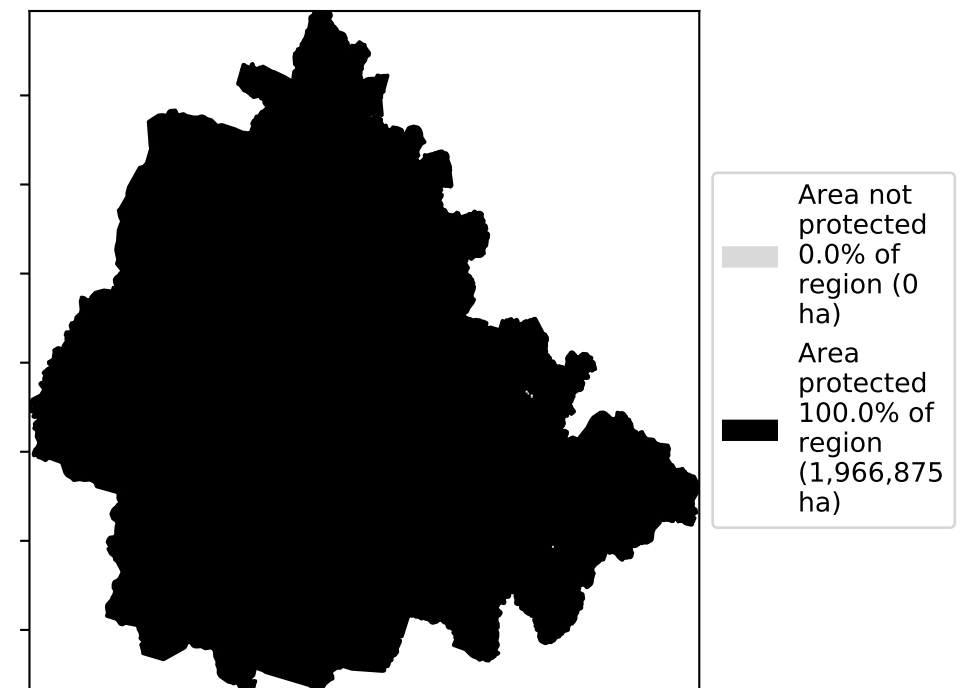 Area not
protected
0.0% of
region (0
ha)
Area
protected
100.0% of
region
(1,966,875
ha)